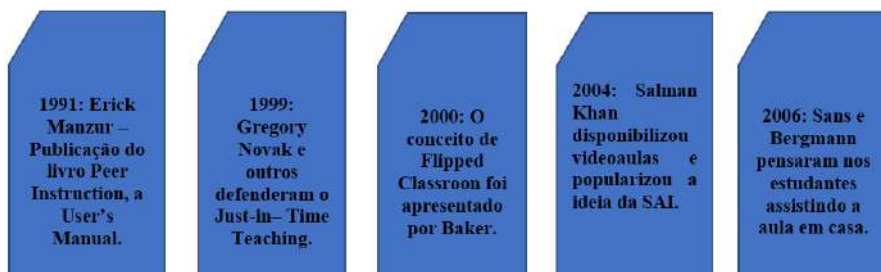 1991: Erick
Manzur –
Publicação do
livro Peer
Instruction, a
User's
Manual.
1999:
Gregory
Novak e
outros
defenderam o
Just-in– Time
Teaching.
2000: O
conceito de
Flipped
Classroon foi
apresentado
por Baker.
2004: Salman
Khan
disponibilizou
videoaulas e
popularizou a
ideia da SAI.
2006: Sans e
Bergmann
pensaram nos
estudantes
assistindo a
aula em casa.